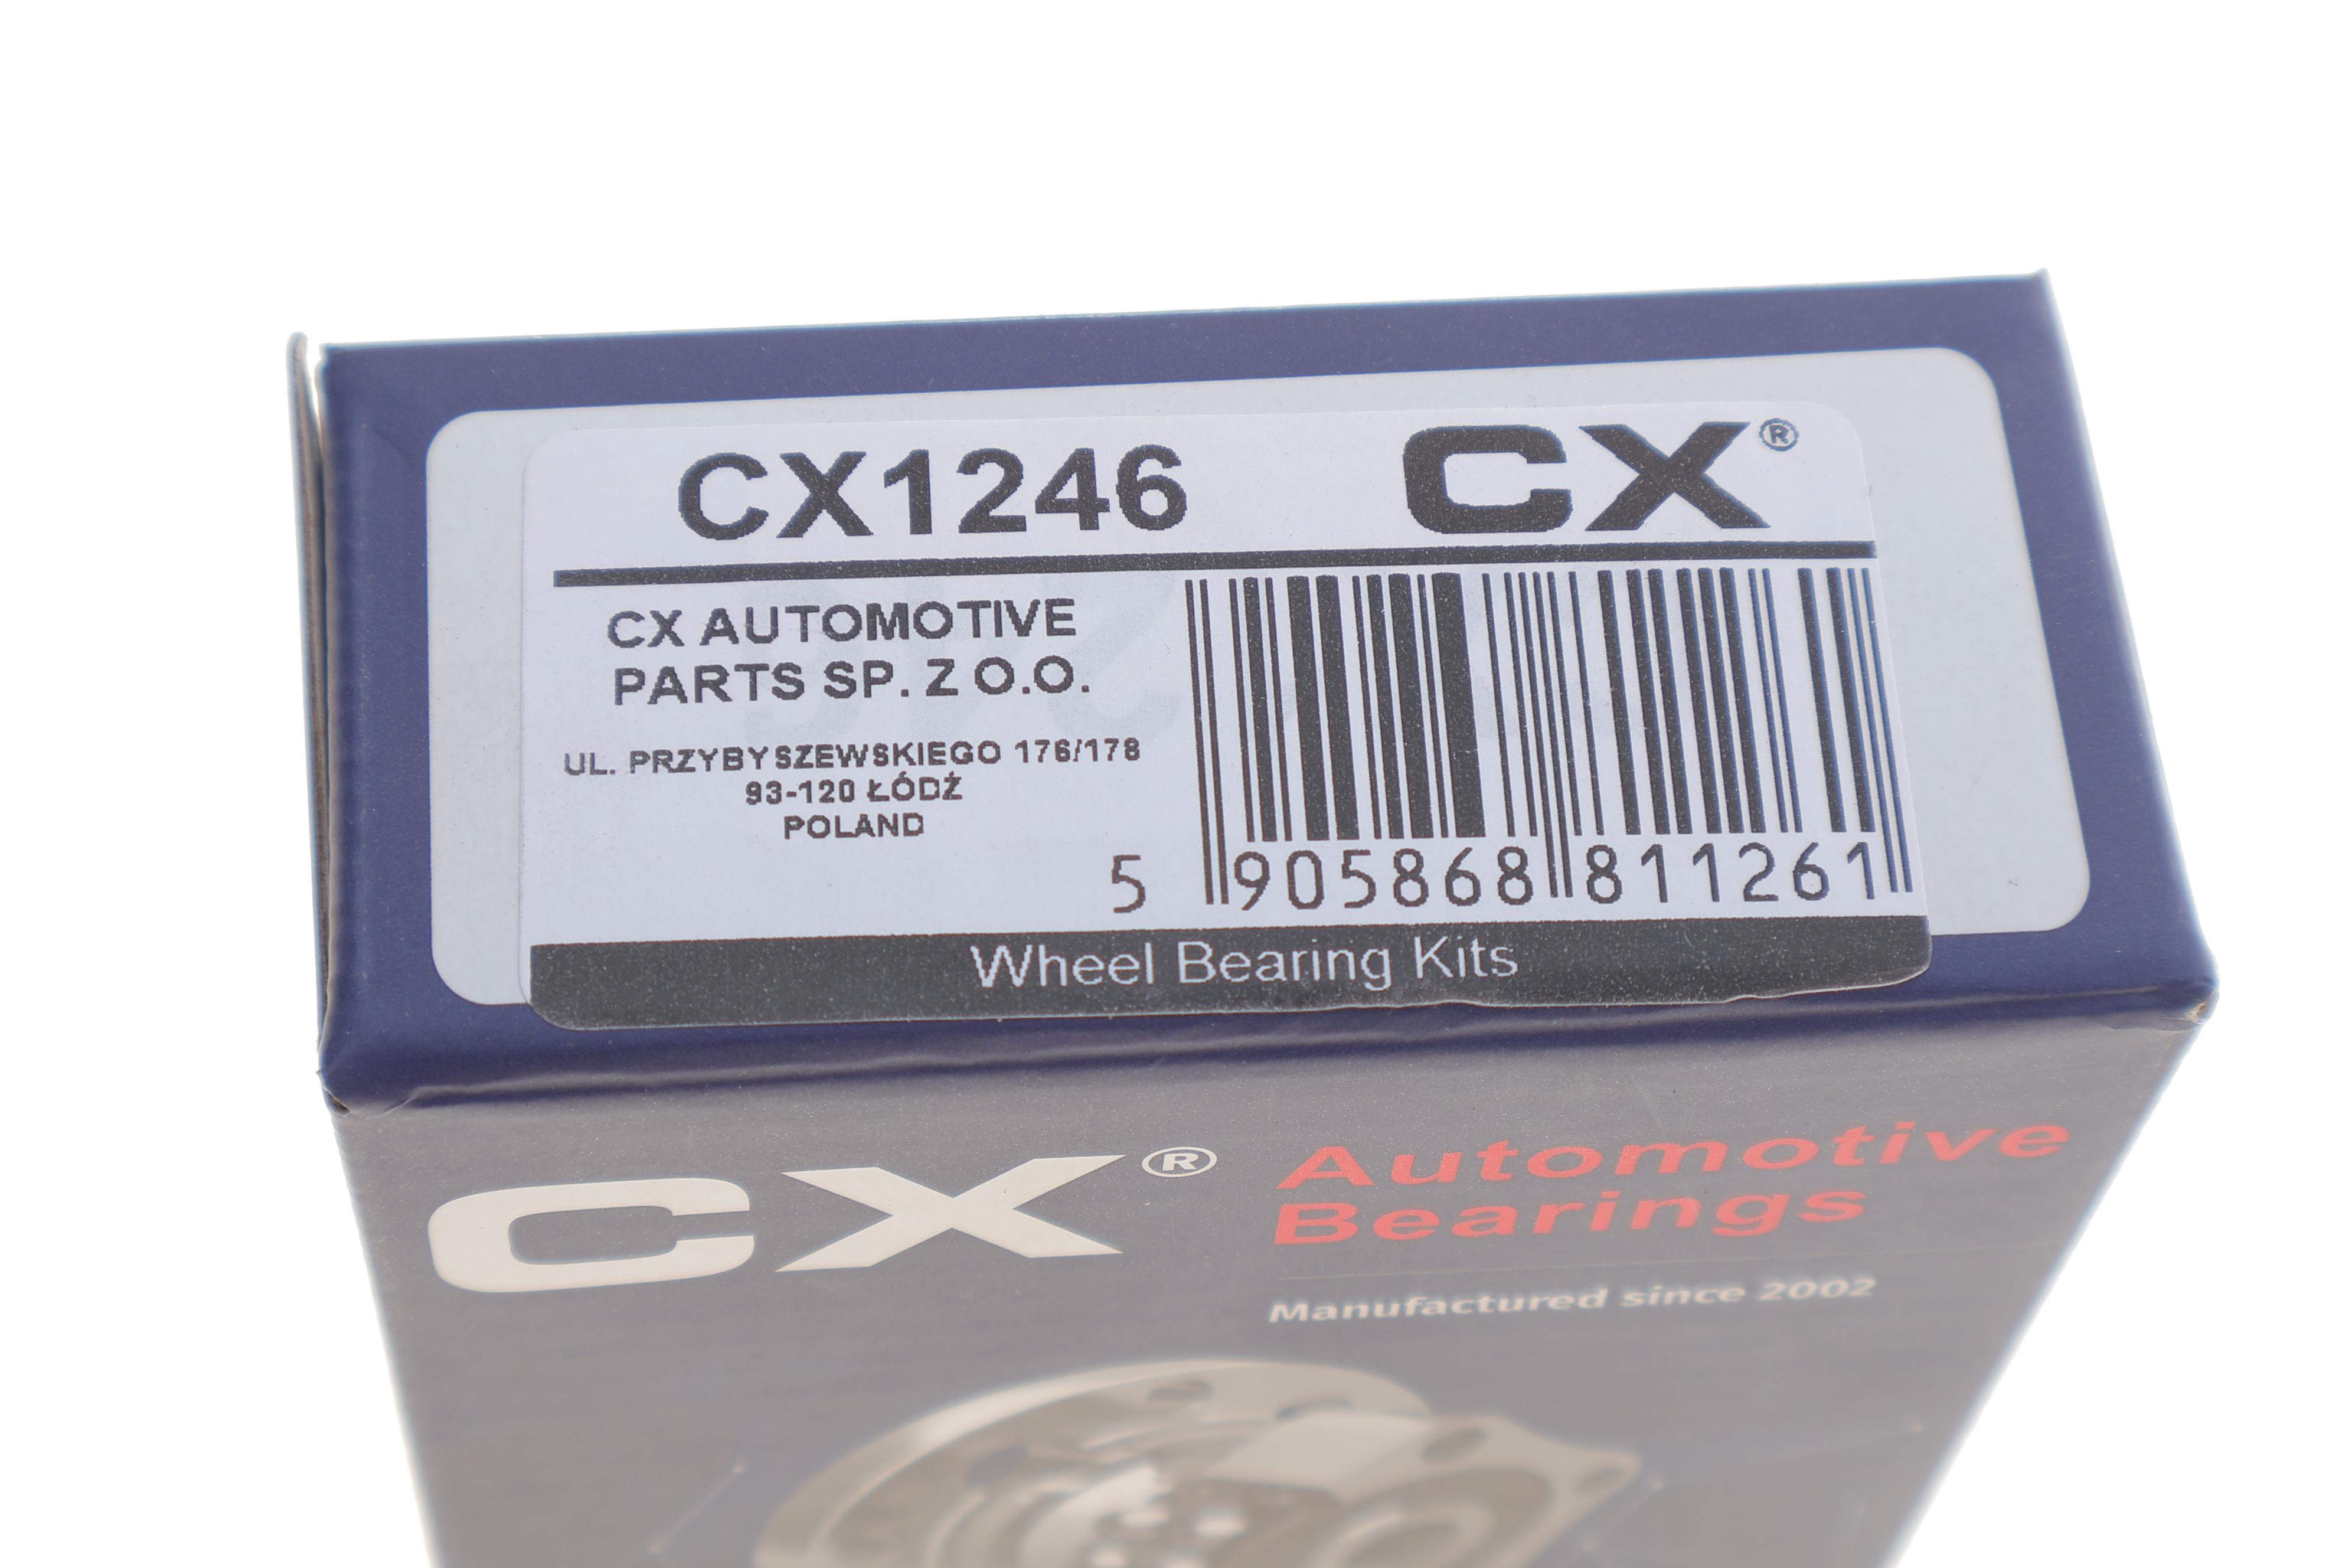 CX1246 CX®
CX AUTOMOTIVE
PARTS SP. Z O.O.
UL. PRZYBYSZEWSKIEGO 176/178
93-120 ŁÓDŹ
POLAND
5 905868 811261
Wheel Bearing Kits
CX® Automotive
Bearings
Manufactured since 2002